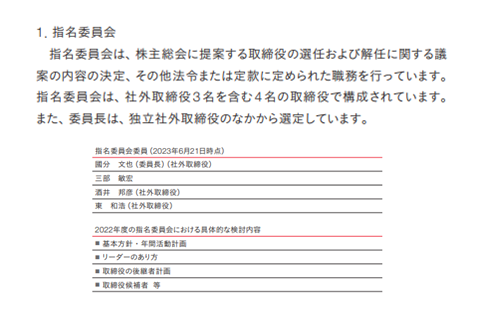 1. 指名委員会
指名委員会は、株主総会に提案する取締役の選任および解任に関する議
案の内容の決定、その他法令または定款に定められた職務を行っています。
指名委員会は、社外取締役3名を含む4名の取締役で構成されています。
また、委員長は、独立社外取締役のなかから選定しています。
指名委員会委員(2023年6月21日時点)
國分 文也(委員長)(社外取締役)
三部 敏宏
酒井 邦彦(社外取締役)
東 和浩(社外取締役)
2022年度の指名委員会における具体的な検討内容
■ 基本方針・年間活動計画
■ リーダーのあり方
■ 取締役の後継者計画
■ 取締役候補者 等